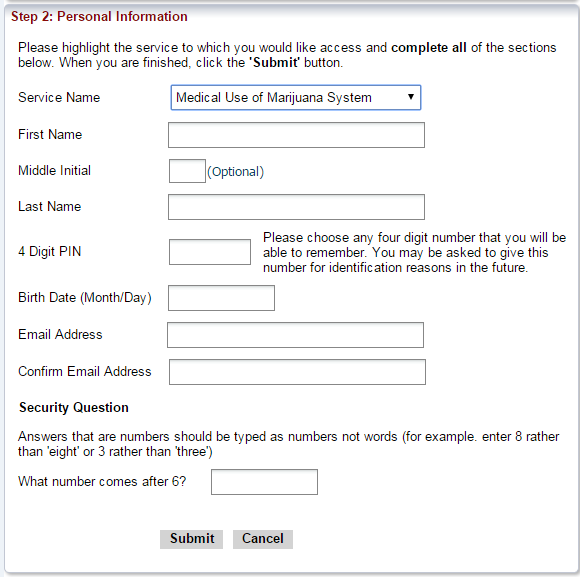 Step 2: Personal Information
Please highlight the service to which you would like access and complete all of the sections
below. When you are finished, click the 'Submit' button.
Service Name
Medical Use of Marijuana System
First Name
Middle Initial
(Optional)
Last Name
4 Digit PIN
Please choose any four digit number that you will be
able to remember. You may be asked to give this
number for identification reasons in the future.
Birth Date (Month/Day)
Email Address
Confirm Email Address
Security Question
Answers that are numbers should be typed as numbers not words (for example. enter 8 rather
than 'eight' or 3 rather than 'three')
What number comes after 6?
Submit
Cancel